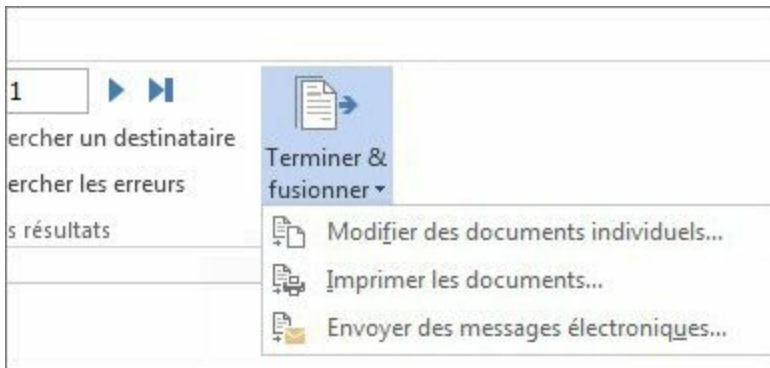 1
ercher un destinataire
ercher les erreurs
s résultats
Terminer &
fusionner
Modifier des documents individuels...
Imprimer les documents...
Envoyer des messages électroniques...